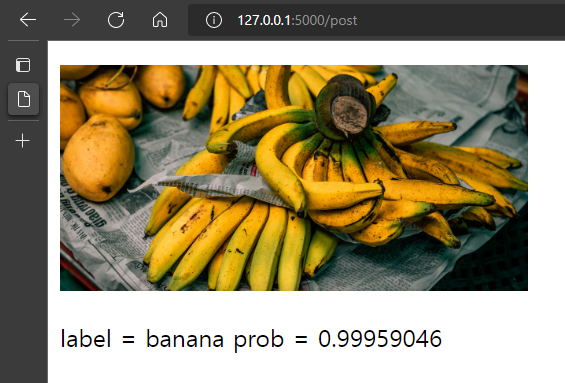 127.0.0.1:5000/post
label = banana prob = 0.99959046